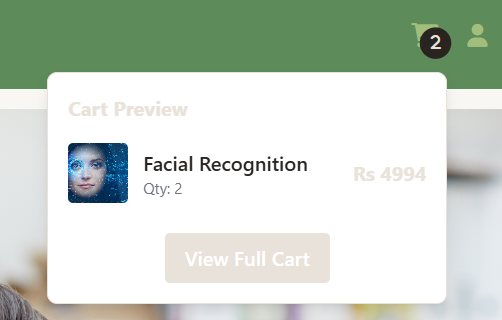 2
Cart Preview
Facial Recognition
Rs 4994
Qty: 2
View Full Cart